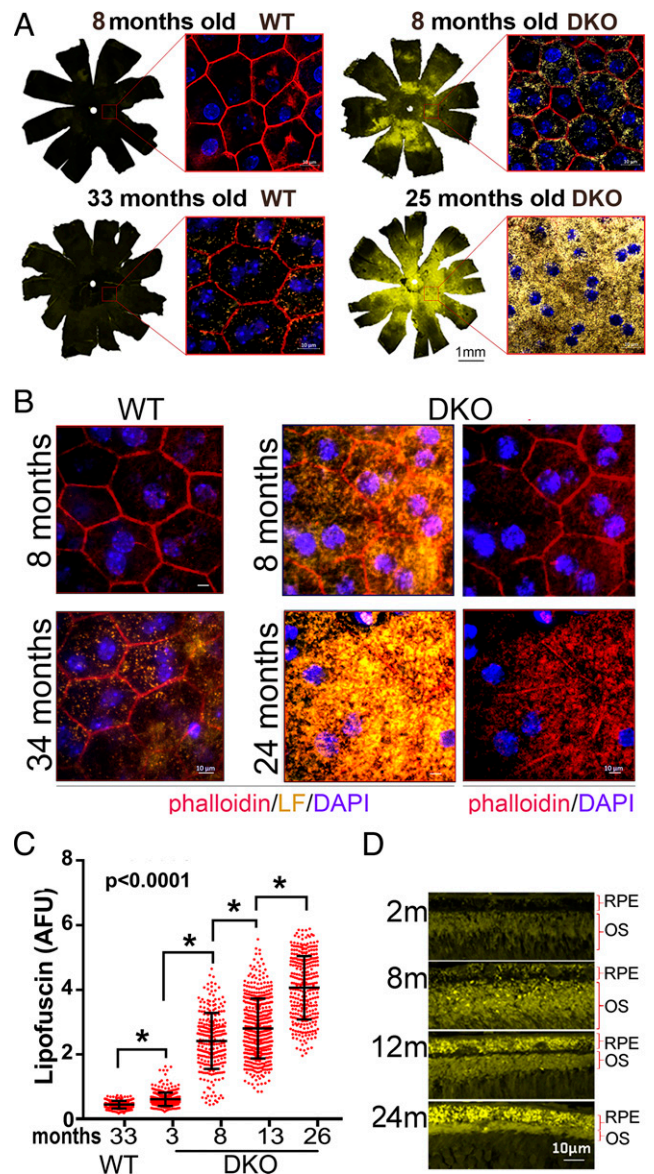 A
8 months old WT
8 months old DKO
10 µm
33 months old WT
25 months old DKO
10 µm
1mm
B
WT
DKO
8 months
8 months
34 months
24 months
10 µm
phalloidin/LF/DAPI
phalloidin/DAPI
10 µm
C
p<0.0001
Lipofuscin (AFU)
8
6
4
2
0
* * * *
months 33 3 8 13 26
WT DKO
D
2m
RPE
OS
8m
RPE
OS
12m
RPE
OS
24m
RPE
OS
10µm